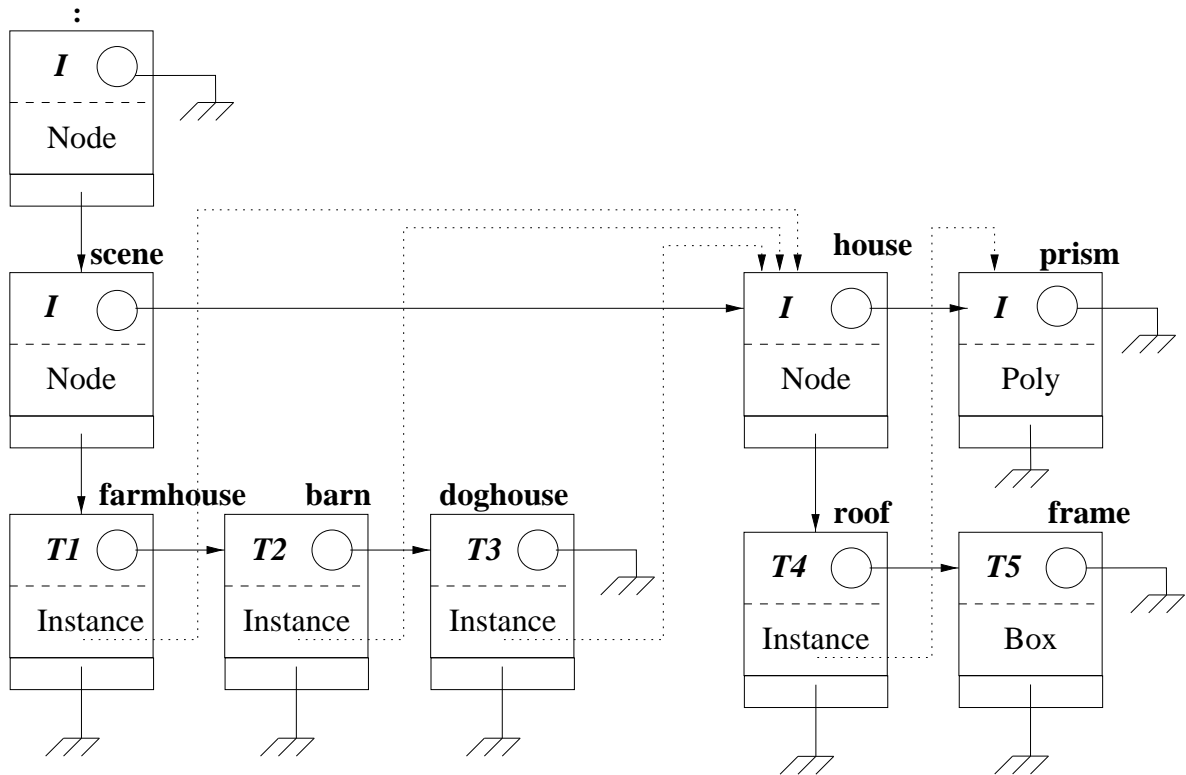 :
I
Node
scene
house
prism
I
I
I
Node
Node
Poly
farmhouse
barn
doghouse
roof
frame
T1
T2
T3
T4
T5
Instance
Instance
Instance
Instance
Box